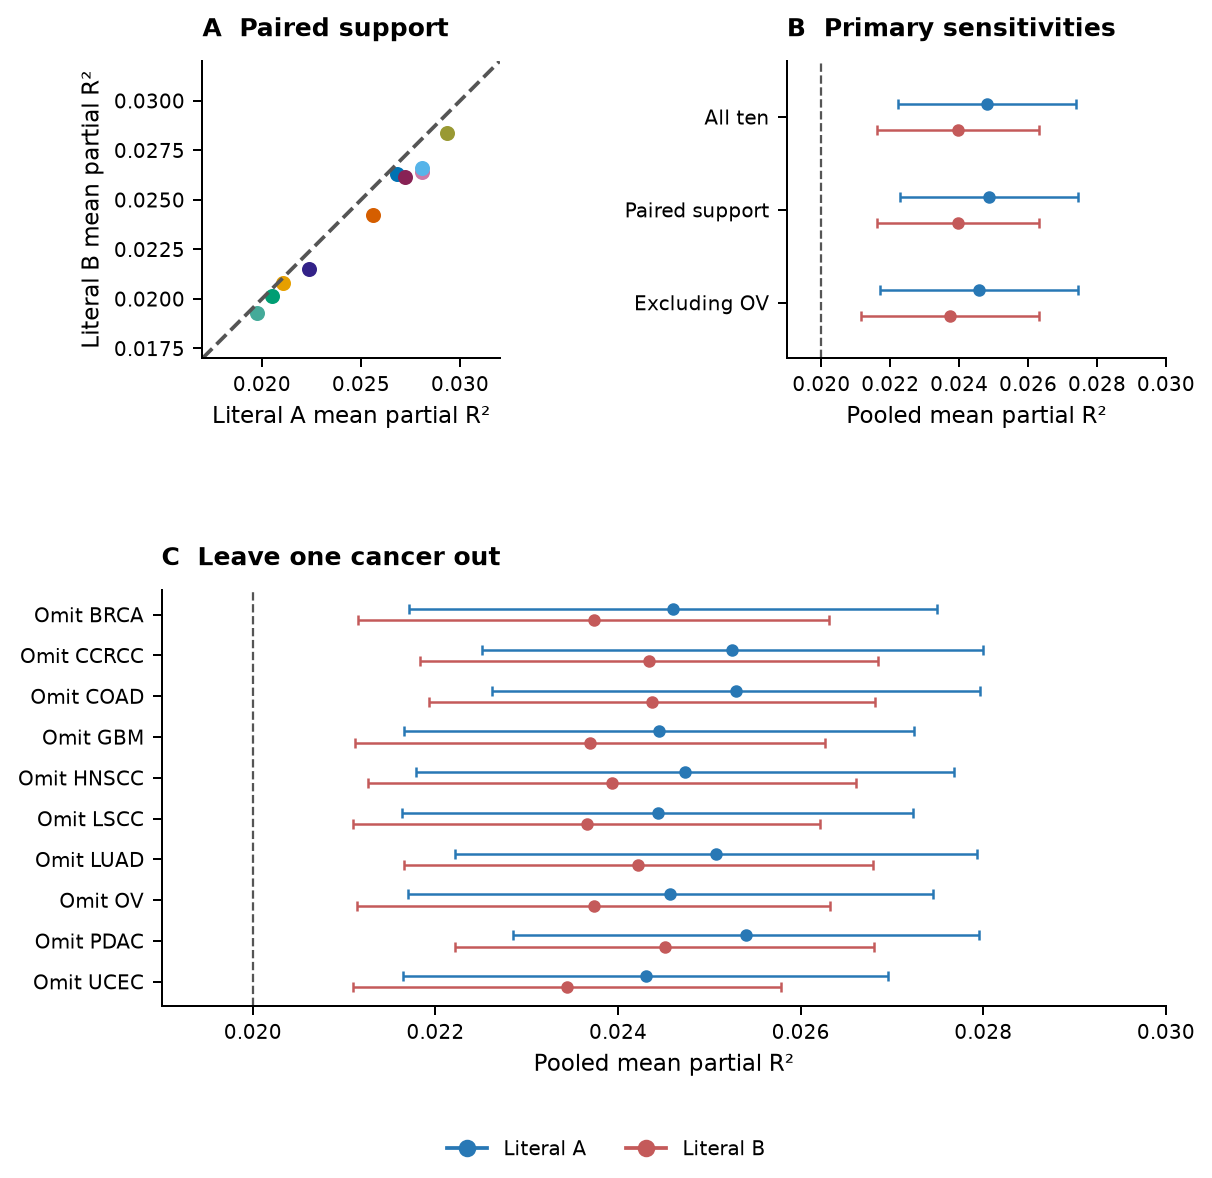 A Paired support
Literal B mean partial R²
0.0300
0.0275
0.0250
0.0225
0.0200
0.0175
0.020 0.025 0.030
Literal A mean partial R²
B Primary sensitivities
All ten
Paired support
Excluding OV
0.020 0.022 0.024 0.026 0.028 0.030
Pooled mean partial R²
C Leave one cancer out
Omit BRCA
Omit CCRCC
Omit COAD
Omit GBM
Omit HNSCC
Omit LSCC
Omit LUAD
Omit OV
Omit PDAC
Omit UCEC
0.020 0.022 0.024 0.026 0.028 0.030
Pooled mean partial R²
Literal A Literal B